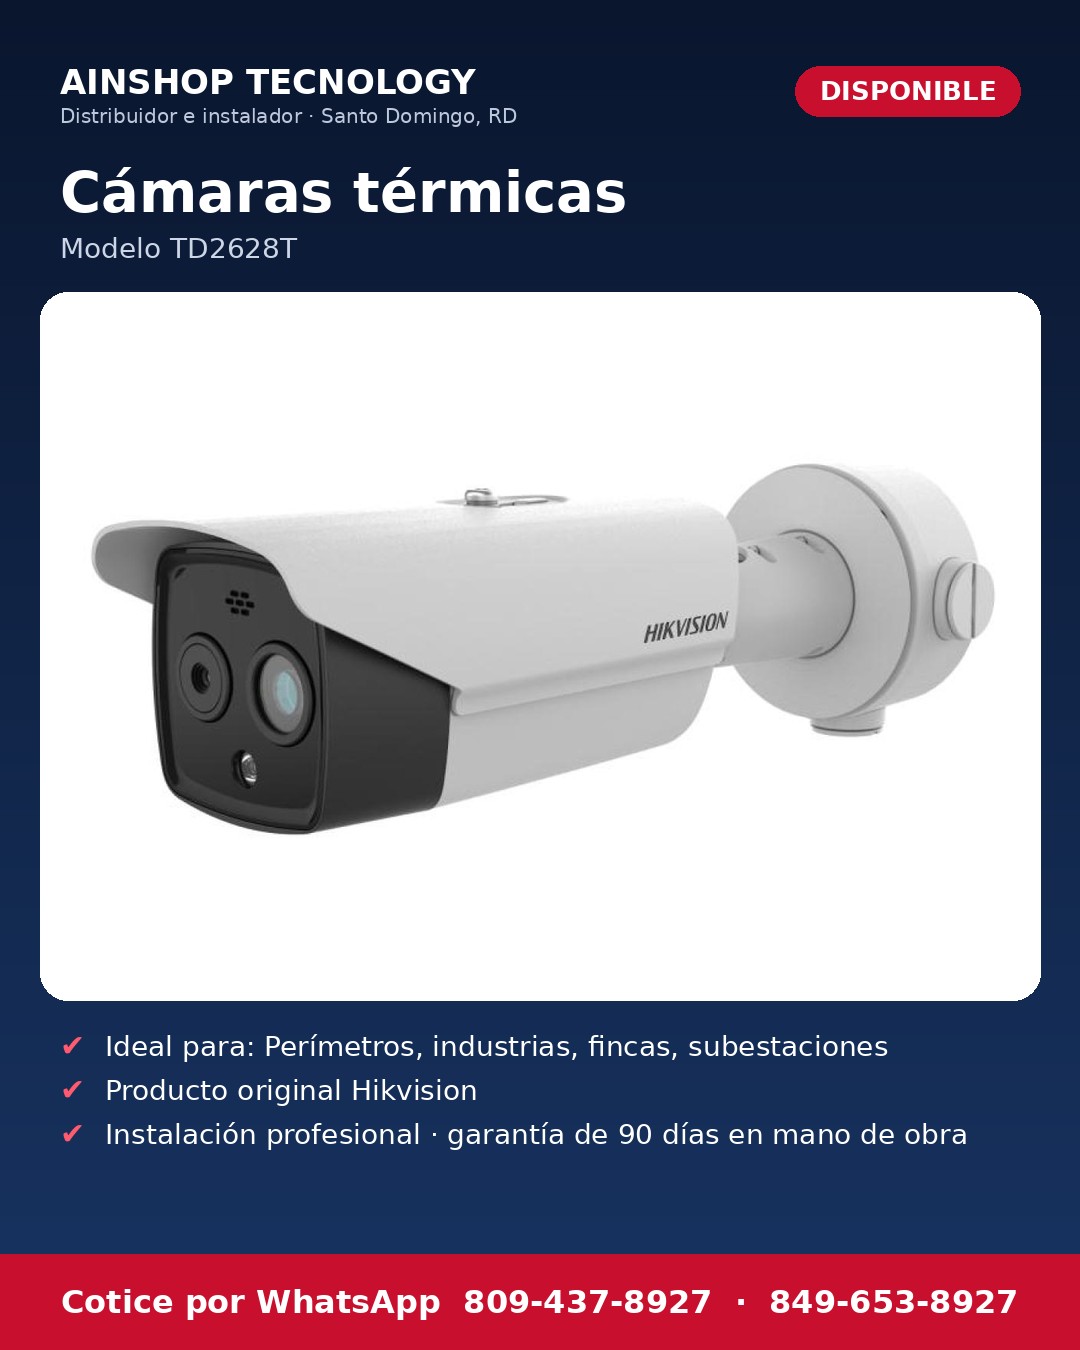 AINSHOP TECNOLOGY
DISPONIBLE
Distribuidor e instalador · Santo Domingo, RD
Cámaras térmicas
Modelo TD2628T
HIKVISION
✔ Ideal para: Perímetros, industrias, fincas, subestaciones
✔ Producto original Hikvision
✔ Instalación profesional · garantía de 90 días en mano de obra
Cotice por WhatsApp 809-437-8927 · 849-653-8927